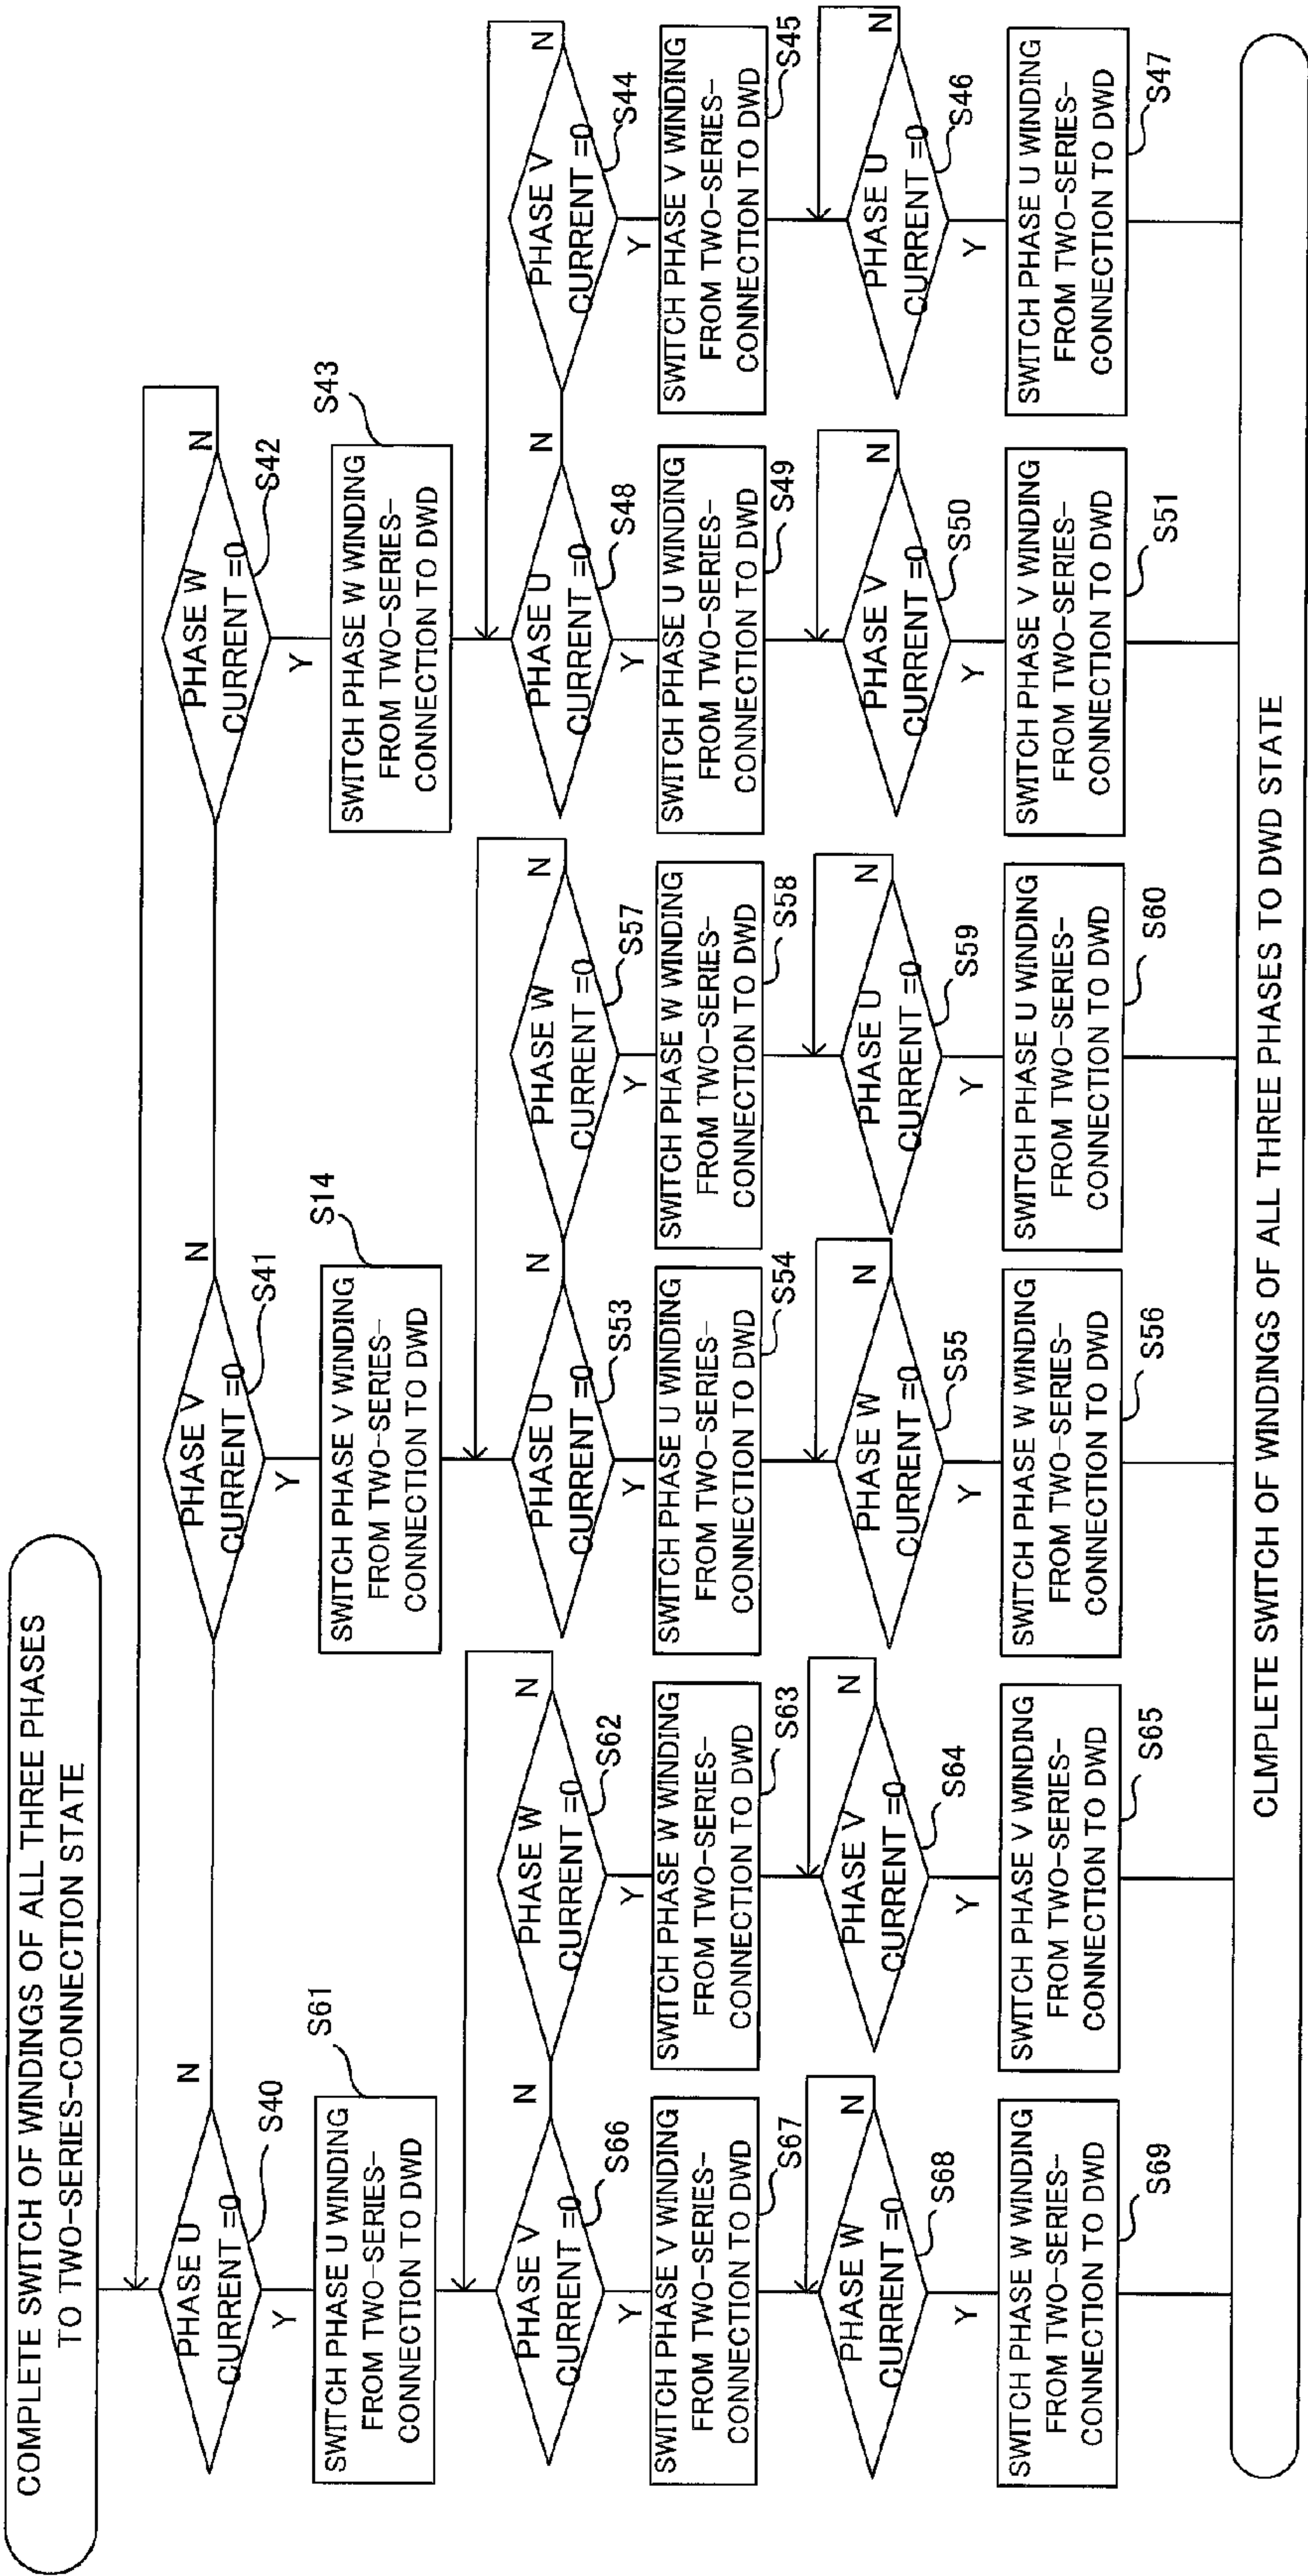 COMPLETE SWITCH OF WINDINGS OF ALL THREE PHASES
TO TWO-SERIES-CONNECTION STATE
PHASE U
CURRENT =0
N
Y
S40
PHASE V
CURRENT =0
N
Y
S41
PHASE W
CURRENT =0
N
Y
S42
SWITCH PHASE U WINDING
FROM TWO-SERIES-
CONNECTION TO DWD
S61
SWITCH PHASE V WINDING
FROM TWO-SERIES-
CONNECTION TO DWD
S14
SWITCH PHASE W WINDING
FROM TWO-SERIES-
CONNECTION TO DWD
S43
PHASE V
CURRENT =0
N
Y
S66
PHASE W
CURRENT =0
N
Y
S62
PHASE U
CURRENT =0
N
Y
S53
PHASE W
CURRENT =0
N
Y
S57
PHASE U
CURRENT =0
N
Y
S48
PHASE V
CURRENT =0
N
Y
S44
SWITCH PHASE V WINDING
FROM TWO-SERIES-
CONNECTION TO DWD
S67
SWITCH PHASE W WINDING
FROM TWO-SERIES-
CONNECTION TO DWD
S63
SWITCH PHASE U WINDING
FROM TWO-SERIES-
CONNECTION TO DWD
S54
SWITCH PHASE W WINDING
FROM TWO-SERIES-
CONNECTION TO DWD
S58
SWITCH PHASE U WINDING
FROM TWO-SERIES-
CONNECTION TO DWD
S49
SWITCH PHASE V WINDING
FROM TWO-SERIES-
CONNECTION TO DWD
S45
PHASE W
CURRENT =0
N
Y
S68
PHASE V
CURRENT =0
N
Y
S64
PHASE W
CURRENT =0
N
Y
S55
PHASE U
CURRENT =0
N
Y
S59
PHASE V
CURRENT =0
N
Y
S50
PHASE U
CURRENT =0
N
Y
S46
SWITCH PHASE W WINDING
FROM TWO-SERIES-
CONNECTION TO DWD
S69
SWITCH PHASE V WINDING
FROM TWO-SERIES-
CONNECTION TO DWD
S65
SWITCH PHASE W WINDING
FROM TWO-SERIES-
CONNECTION TO DWD
S56
SWITCH PHASE U WINDING
FROM TWO-SERIES-
CONNECTION TO DWD
S60
SWITCH PHASE V WINDING
FROM TWO-SERIES-
CONNECTION TO DWD
S51
SWITCH PHASE U WINDING
FROM TWO-SERIES-
CONNECTION TO DWD
S47
CLMPLETE SWITCH OF WINDINGS OF ALL THREE PHASES TO DWD STATE